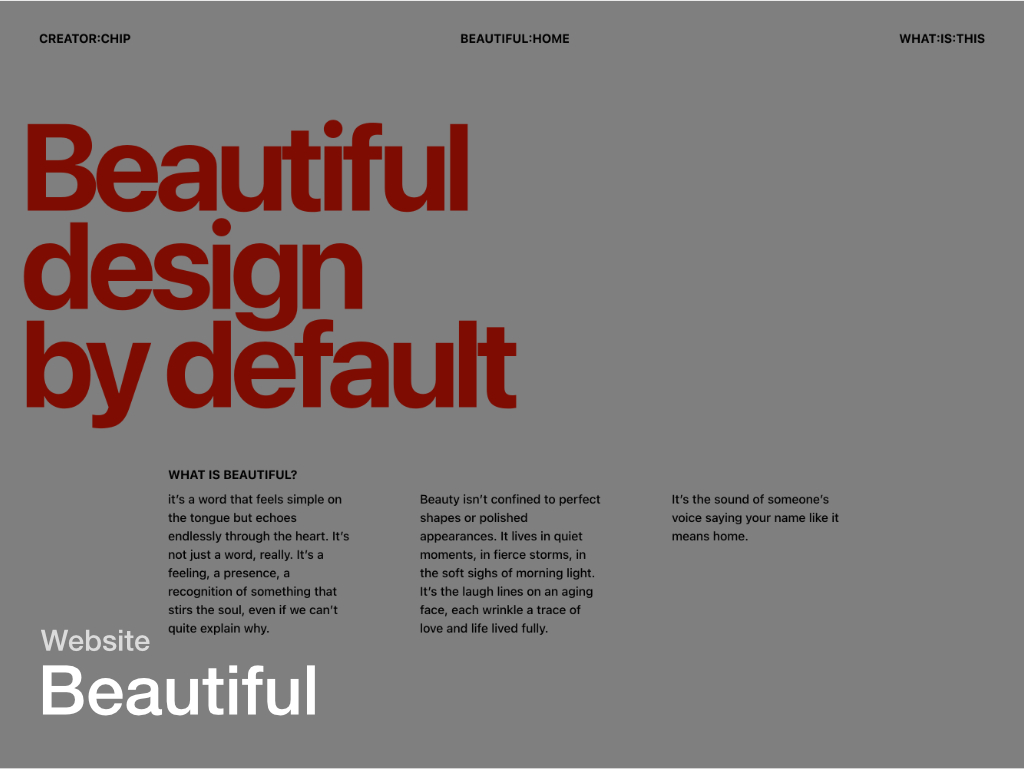 CREATOR:CHIP
BEAUTIFUL:HOME
WHAT:IS:THIS
Beautiful
design
by default
WHAT IS BEAUTIFUL?
it’s a word that feels simple on
the tongue but echoes
endlessly through the heart. It’s
not just a word, really. It’s a
feeling, a presence, a
recognition of something that
stirs the soul, even if we can’t
quite explain why.
Beauty isn’t confined to perfect
shapes or polished
appearances. It lives in quiet
moments, in fierce storms, in
the soft sighs of morning light.
It’s the laugh lines on an aging
face, each wrinkle a trace of
love and life lived fully.
It’s the sound of someone’s
voice saying your name like it
means home.
Website
Beautiful